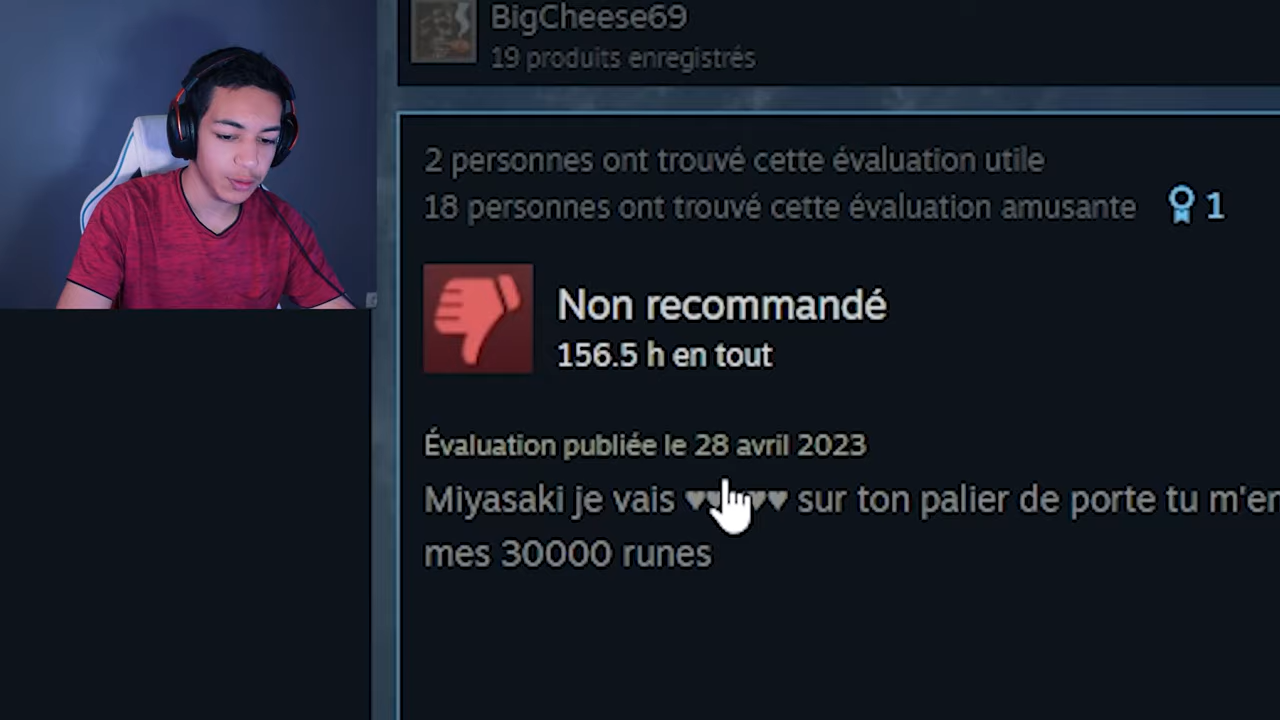 BigCheese69
19 produits enregistrés
2 personnes ont trouvé cette évaluation utile
18 personnes ont trouvé cette évaluation amusante 1
Non recommandé
156.5 h en tout
Évaluation publiée le 28 avril 2023
Miyasaki je vais ♥♥♥♥♥ sur ton palier de porte tu
mes 30000 runes